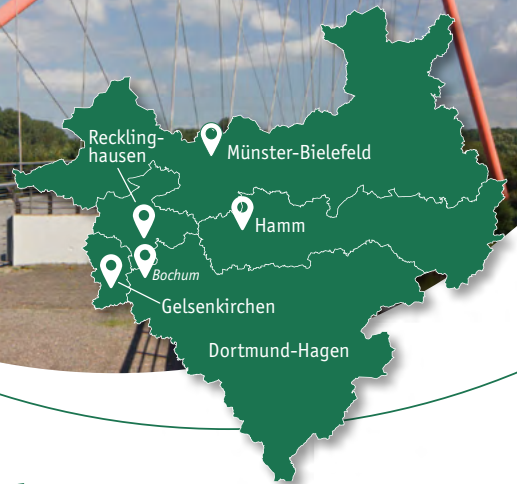 Reckling-
hausen
Münster-Bielefeld
Hamm
Bochum
Gelsenkirchen
Dortmund-Hagen